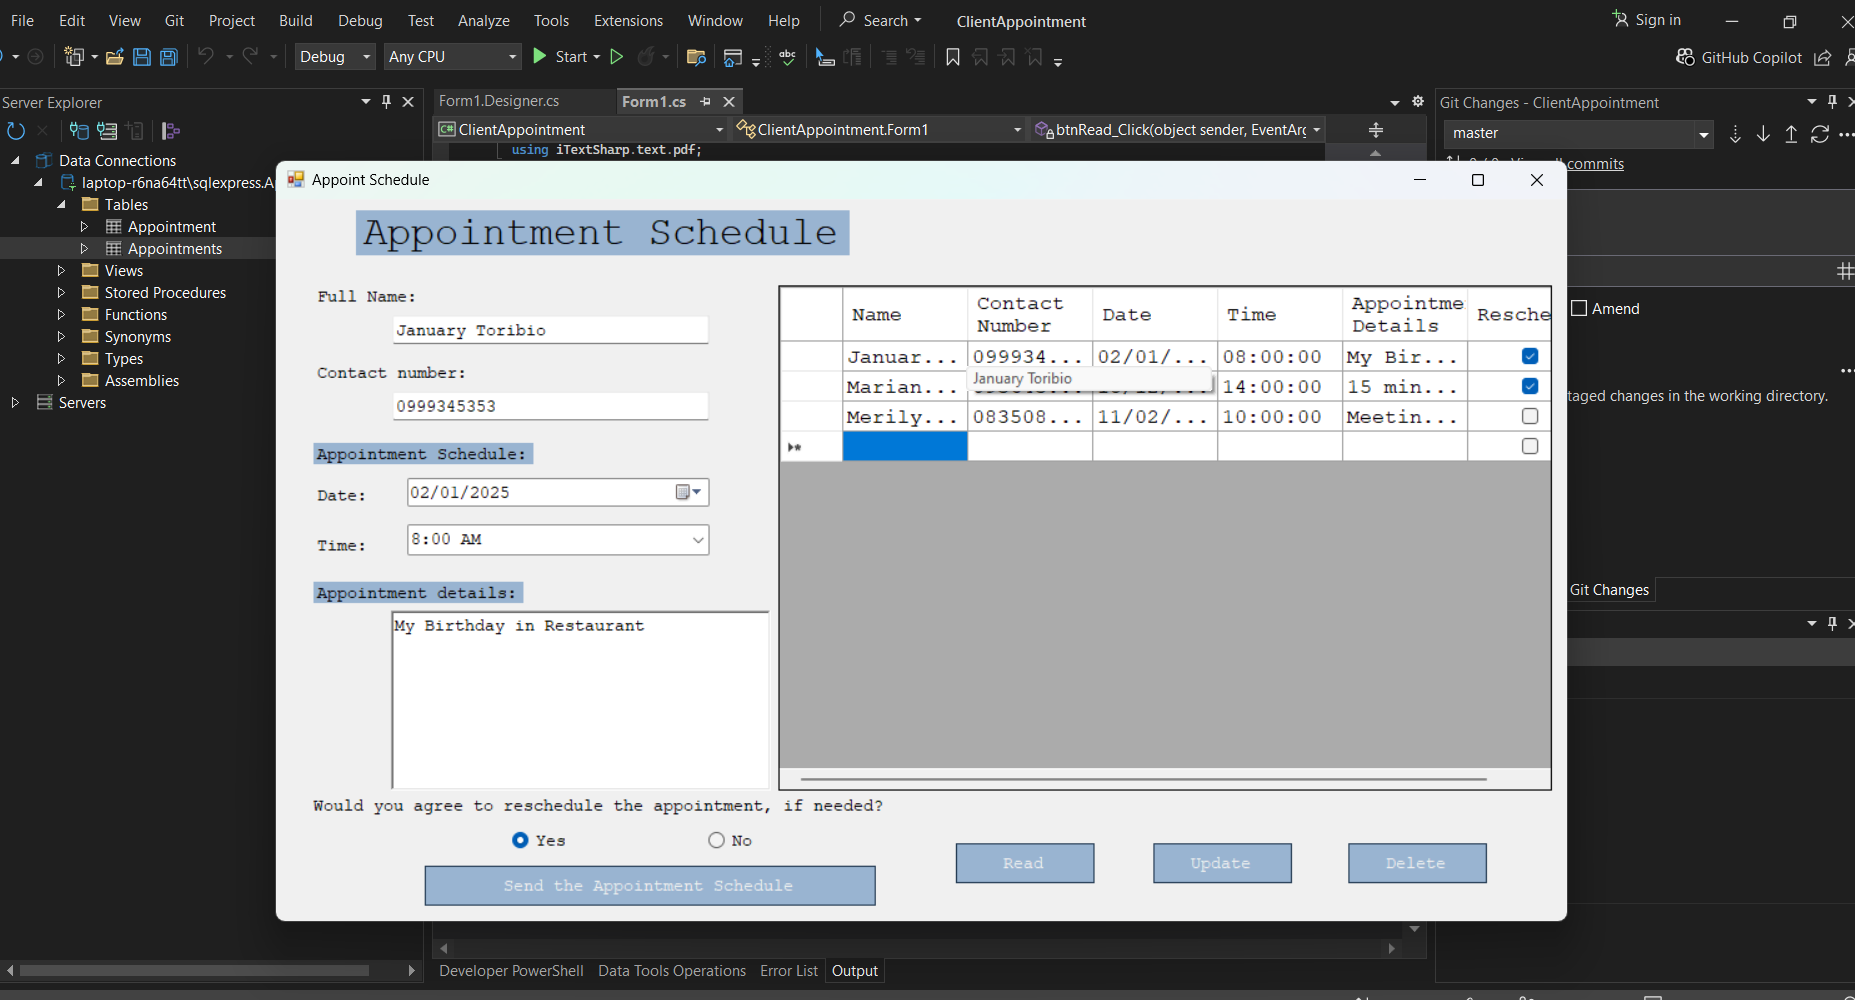 File Edit View Git Project Build Debug Test Analyze Tools Extensions Window Help Search ClientAppointment Sign in
Debug Any CPU Start GitHub Copilot
Server Explorer
Data Connections
laptop-r6na64tt\sqlexpress.A
Tables
Appointment
Appointments
Views
Stored Procedures
Functions
Synonyms
Types
Assemblies
Servers
Form1.Designer.cs Form1.cs
ClientAppointment ClientAppointment.Form1 btnRead_Click(object sender, EventArg
using iTextSharp.text.pdf;
Git Changes - ClientAppointment
master
commits
Amend
taged changes in the working directory.
Git Changes
Appoint Schedule
Appointment Schedule
Full Name:
January Toribio
Contact number:
0999345353
Appointment Schedule:
Date: 02/01/2025
Time: 8:00 AM
Appointment details:
My Birthday in Restaurant
Would you agree to reschedule the appointment, if needed?
Yes No
Send the Appointment Schedule
Name Contact Number Date Time Appointme Details Resche
Januar... 099934... 02/01/... 08:00:00 My Bir...
January Toribio
Marian... 14:00:00 15 min...
Merily... 083508... 11/02/... 10:00:00 Meetin...
Read Update Delete
Developer PowerShell Data Tools Operations Error List Output